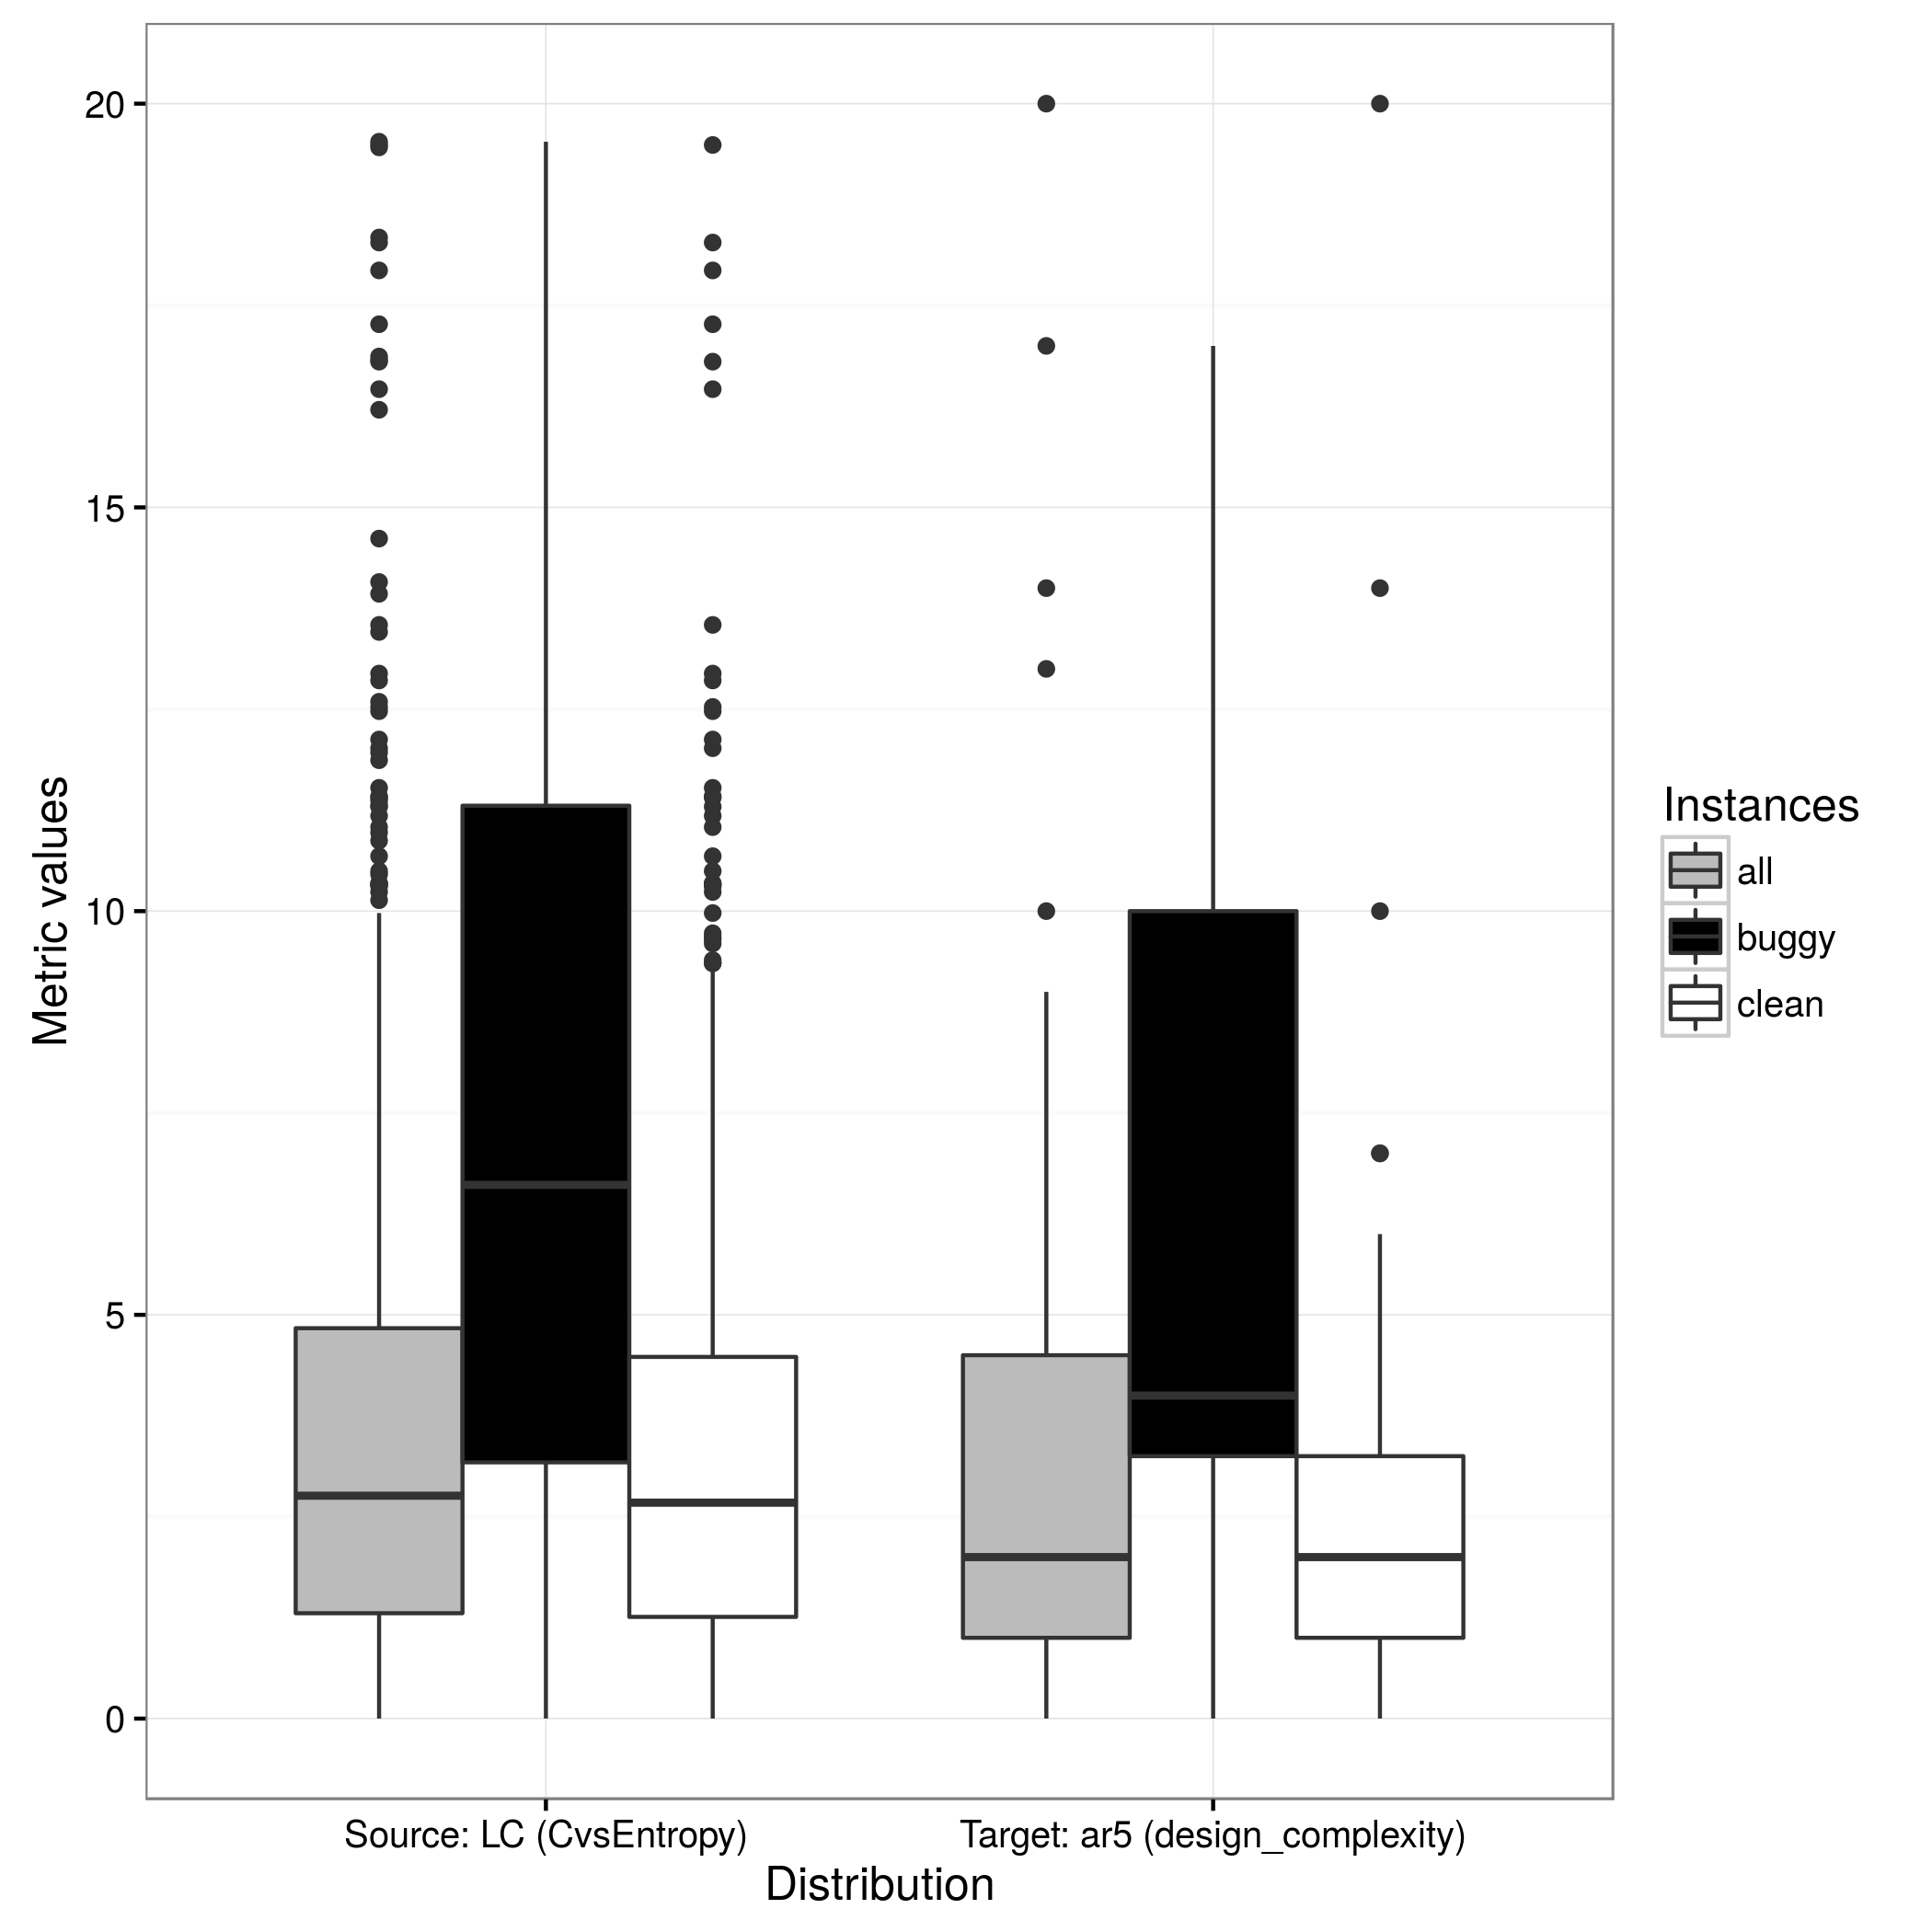 20
15
10
5
0
Metric values
Source: LC (CvsEntropy)
Target: ar5 (design_complexity)
Distribution
Instances
all
buggy
clean